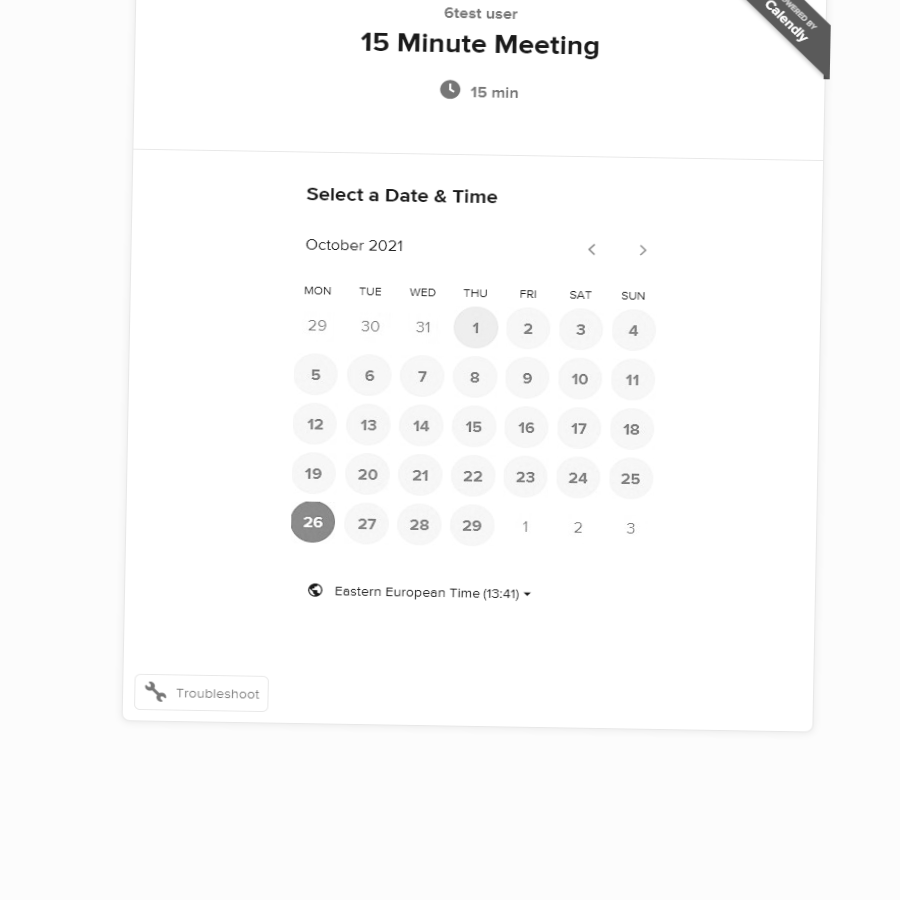 6test user
15 Minute Meeting
15 min
POWERED BY
Calendly
Select a Date & Time
October 2021
MON TUE WED THU FRI SAT SUN
29 30 31 1 2 3 4
5 6 7 8 9 10 11
12 13 14 15 16 17 18
19 20 21 22 23 24 25
26 27 28 29 1 2 3
Eastern European Time (13:41)
Troubleshoot